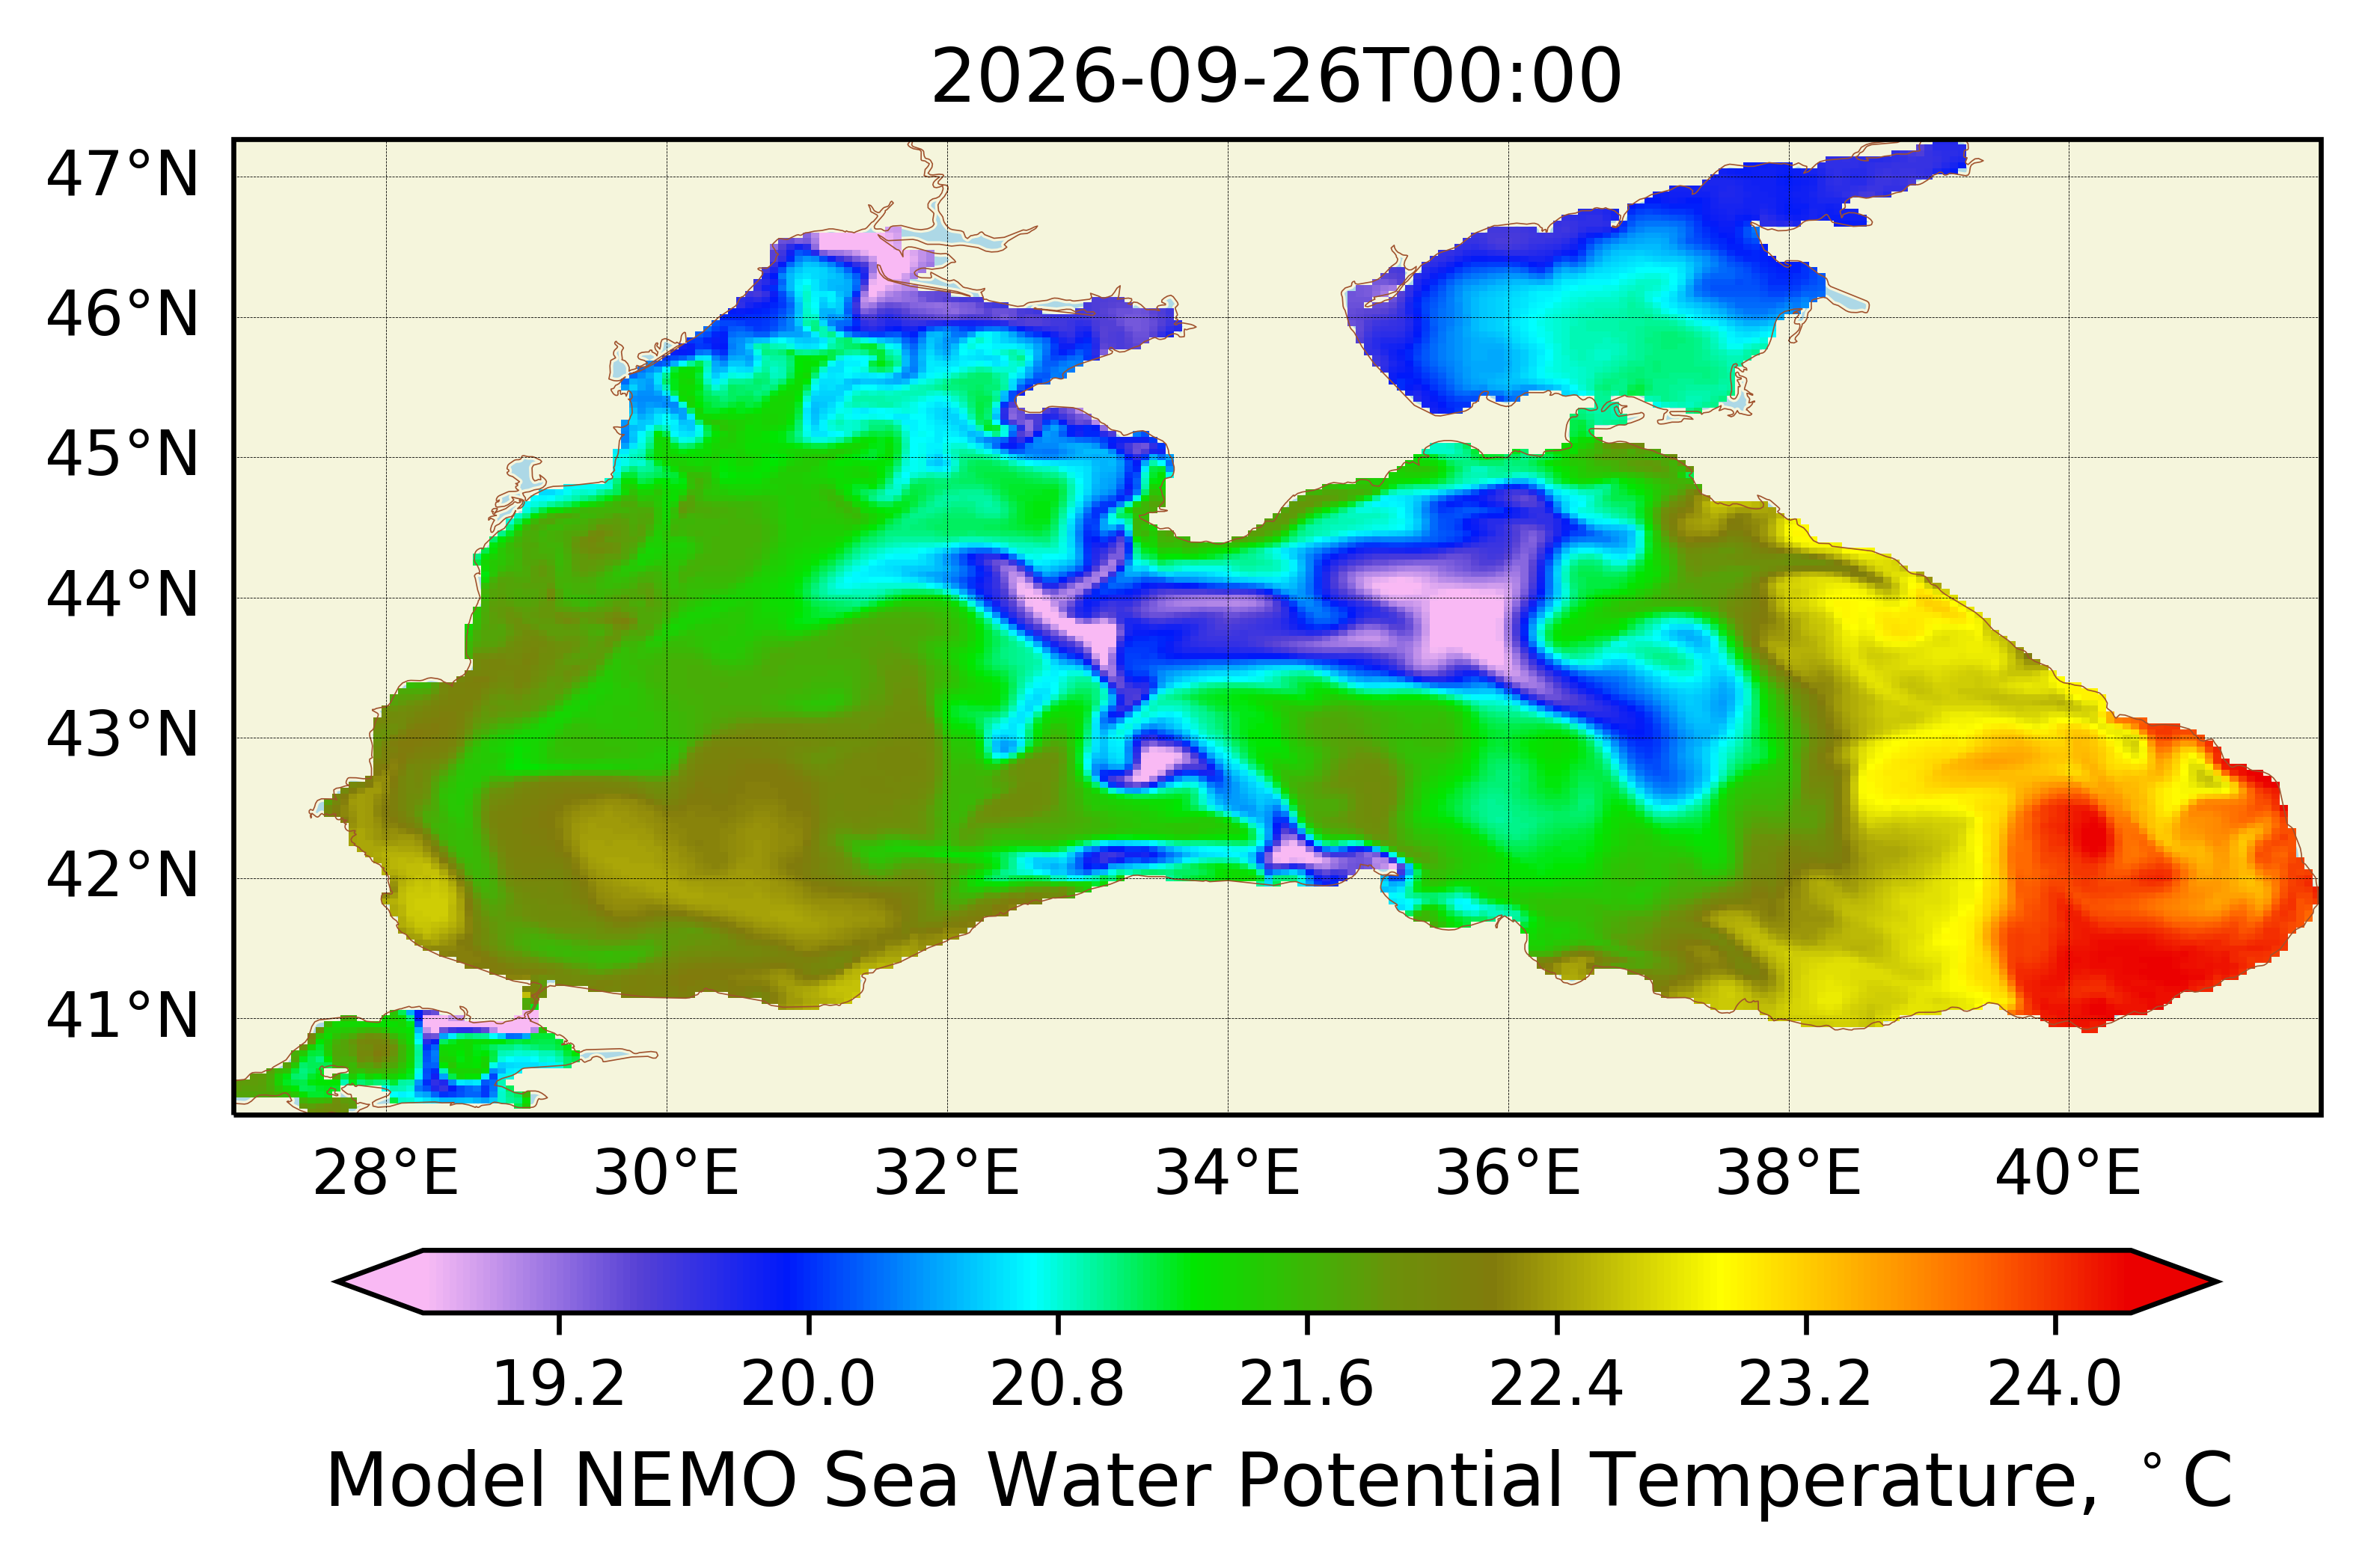 2026-09-26T00:00
47°N
46°N
45°N
44°N
43°N
42°N
41°N
28°E 30°E 32°E 34°E 36°E 38°E 40°E
19.2 20.0 20.8 21.6 22.4 23.2 24.0
Model NEMO Sea Water Potential Temperature, °C